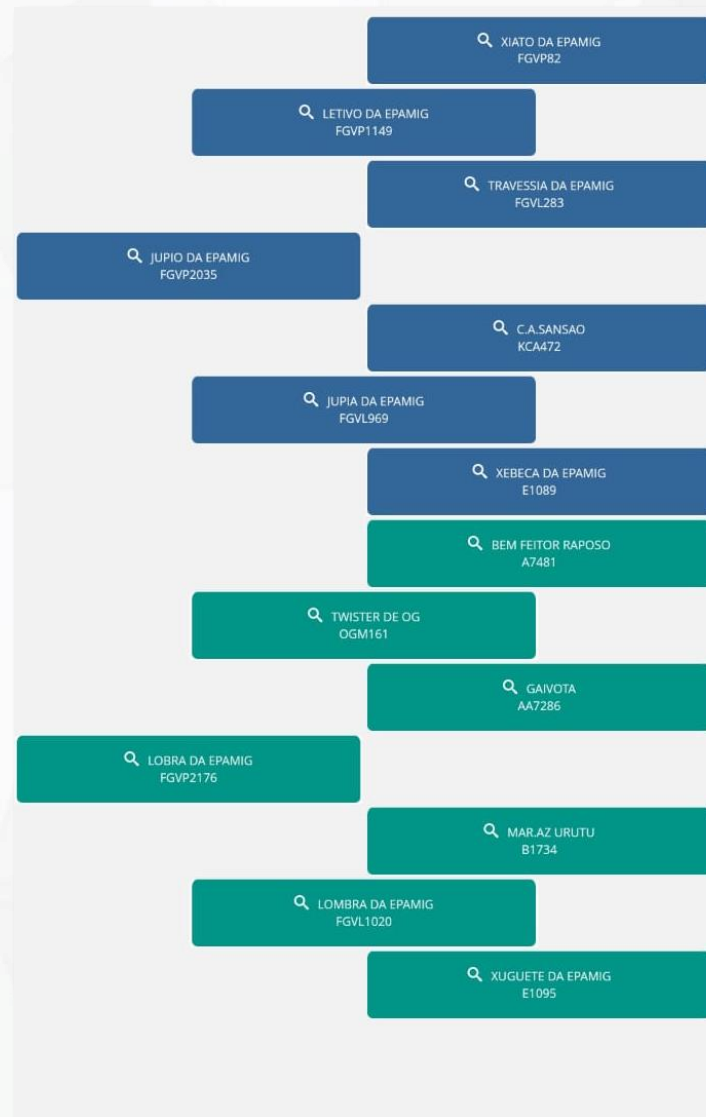 XIATO DA EPAMIG
FGVP82
LETIVO DA EPAMIG
FGVP1149
TRAVESSIA DA EPAMIG
FGVL283
JUPIO DA EPAMIG
FGVP2035
C.A.SANSAO
KCA472
JUPIA DA EPAMIG
FGVL969
XEBECA DA EPAMIG
E1089
BEM FEITOR RAPOSO
A7481
TWISTER DE OG
OGM161
GAIVOTA
AA7286
LOBRA DA EPAMIG
FGVP2176
MAR.AZ URUTU
B1734
LOMBRA DA EPAMIG
FGVL1020
XUGUETE DA EPAMIG
E1095